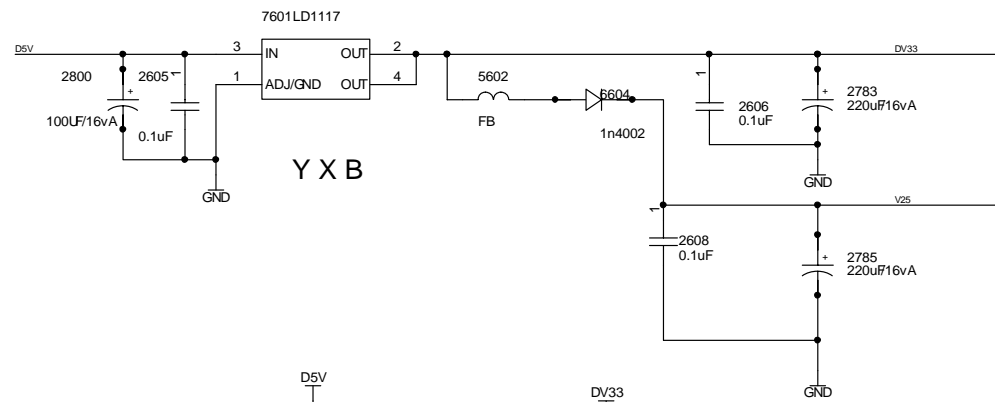 7601LD1117
D5V
3
IN
OUT
2
DV33
2800
2605
1
1
ADJ/GND
OUT
4
5602
6604
1
2606
0.1uF
2783
220uF/16vA
100UF/16vA
0.1uF
FB
1n4002
Y X B
GND
GND
1
V25
2608
0.1uF
2785
220uF/16vA
D5V
DV33
GND